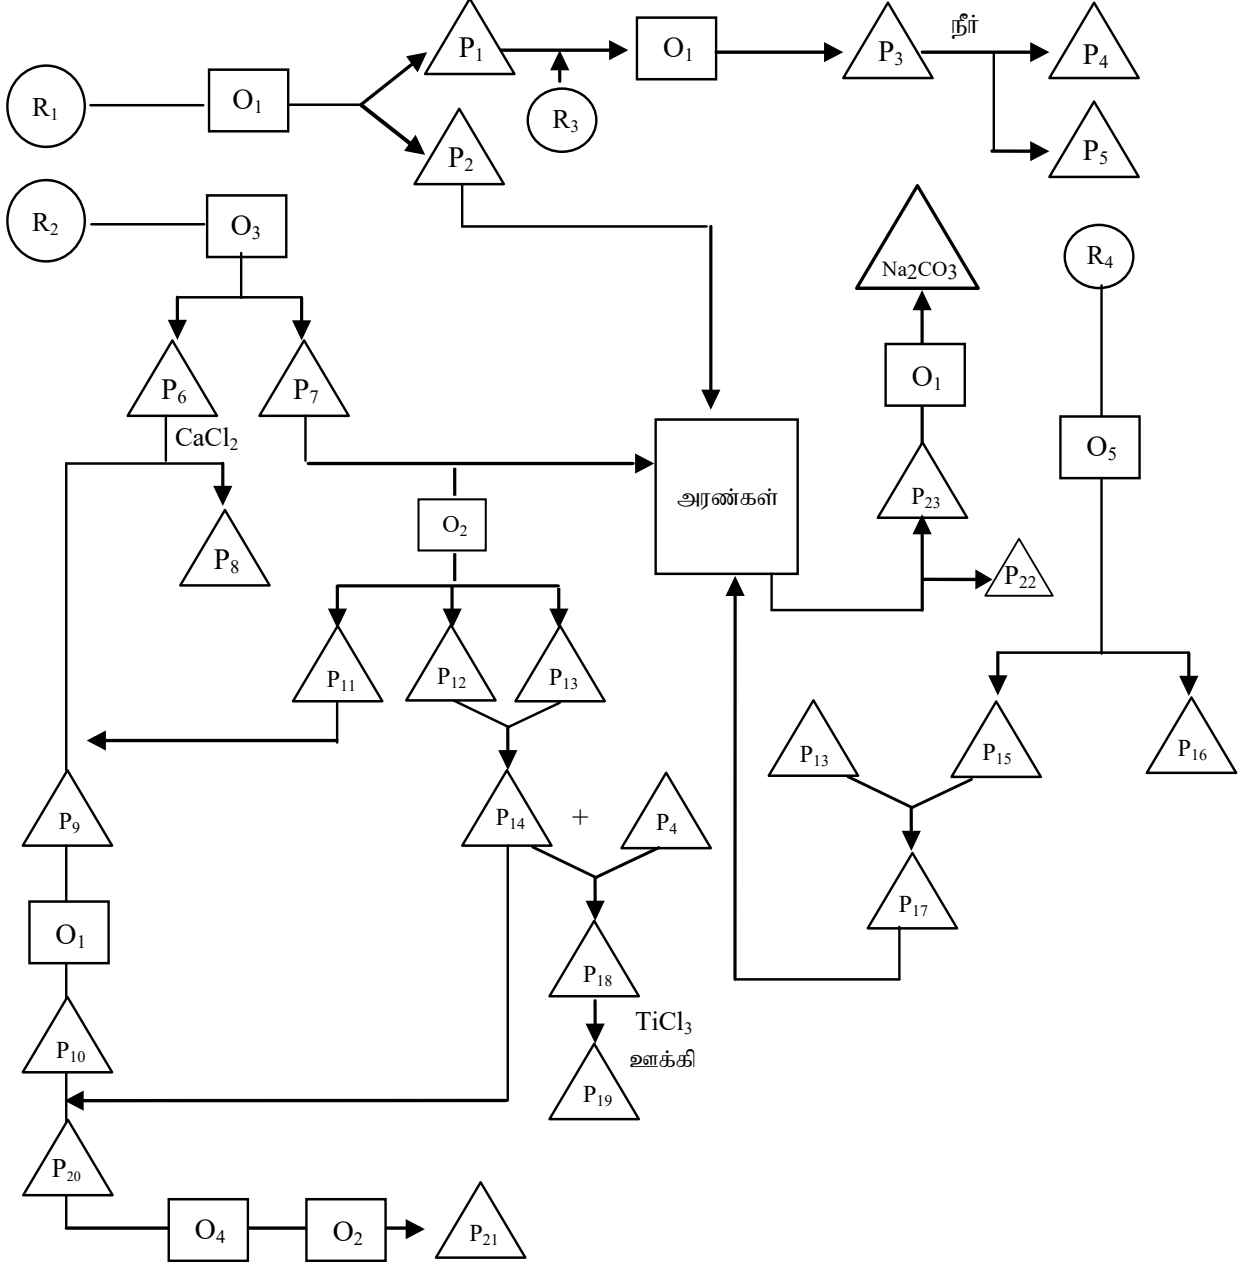 P₁
O₁
P₃
நீர்
P₄
R₁
O₁
R₃
P₂
P₅
R₂
O₃
Na₂CO₃
R₄
P₆
P₇
O₁
CaCl₂
O₅
அரண்கள்
P₂₃
O₂
P₈
P₂₂
P₁₁
P₁₂
P₁₃
P₁₃
P₁₅
P₁₆
P₉
P₁₄
+
P₄
P₁₇
O₁
P₁₈
TiCl₃
ஊக்கி
P₁₀
P₁₉
P₂₀
O₄
O₂
P₂₁